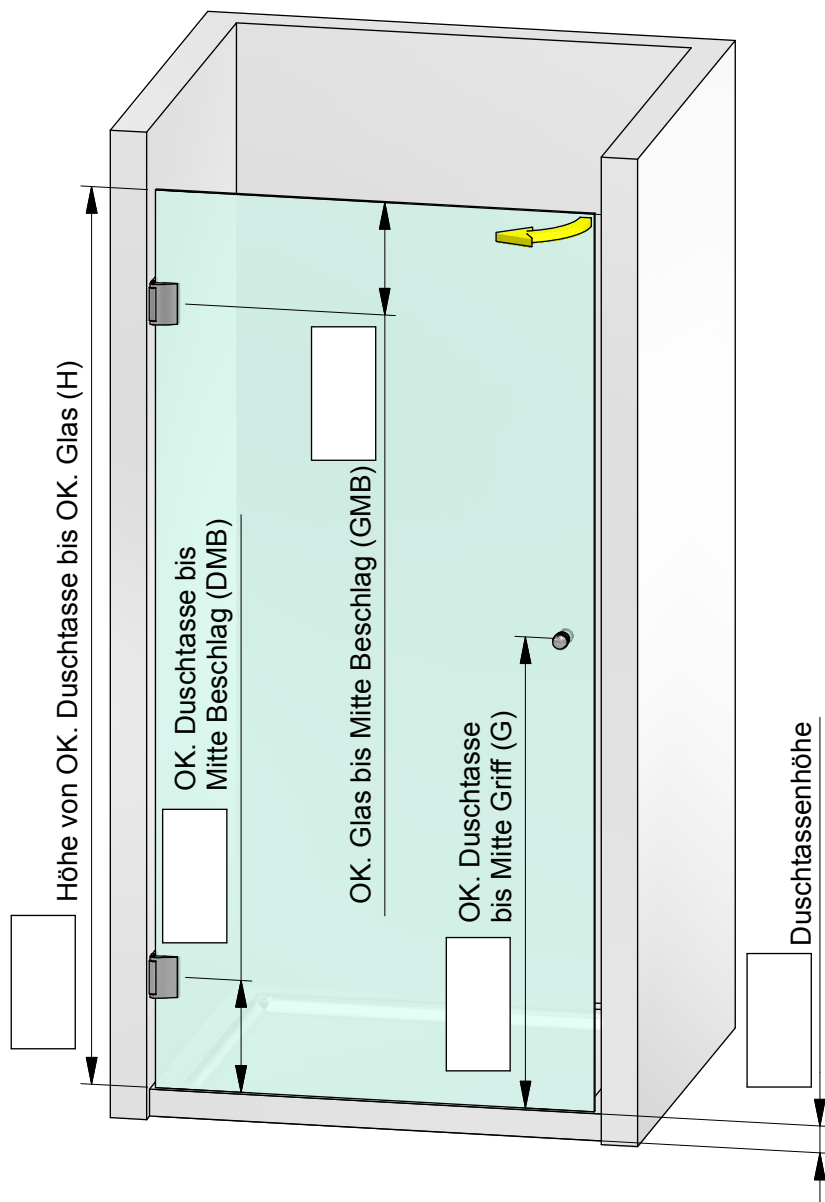 Höhe von OK. Duschtasse bis OK. Glas (H)
OK. Duschtasse bis
Mitte Beschlag (DMB)
OK. Glas bis Mitte Beschlag (GMB)
OK. Duschtasse
bis Mitte Griff (G)
Duschtassenhöhe